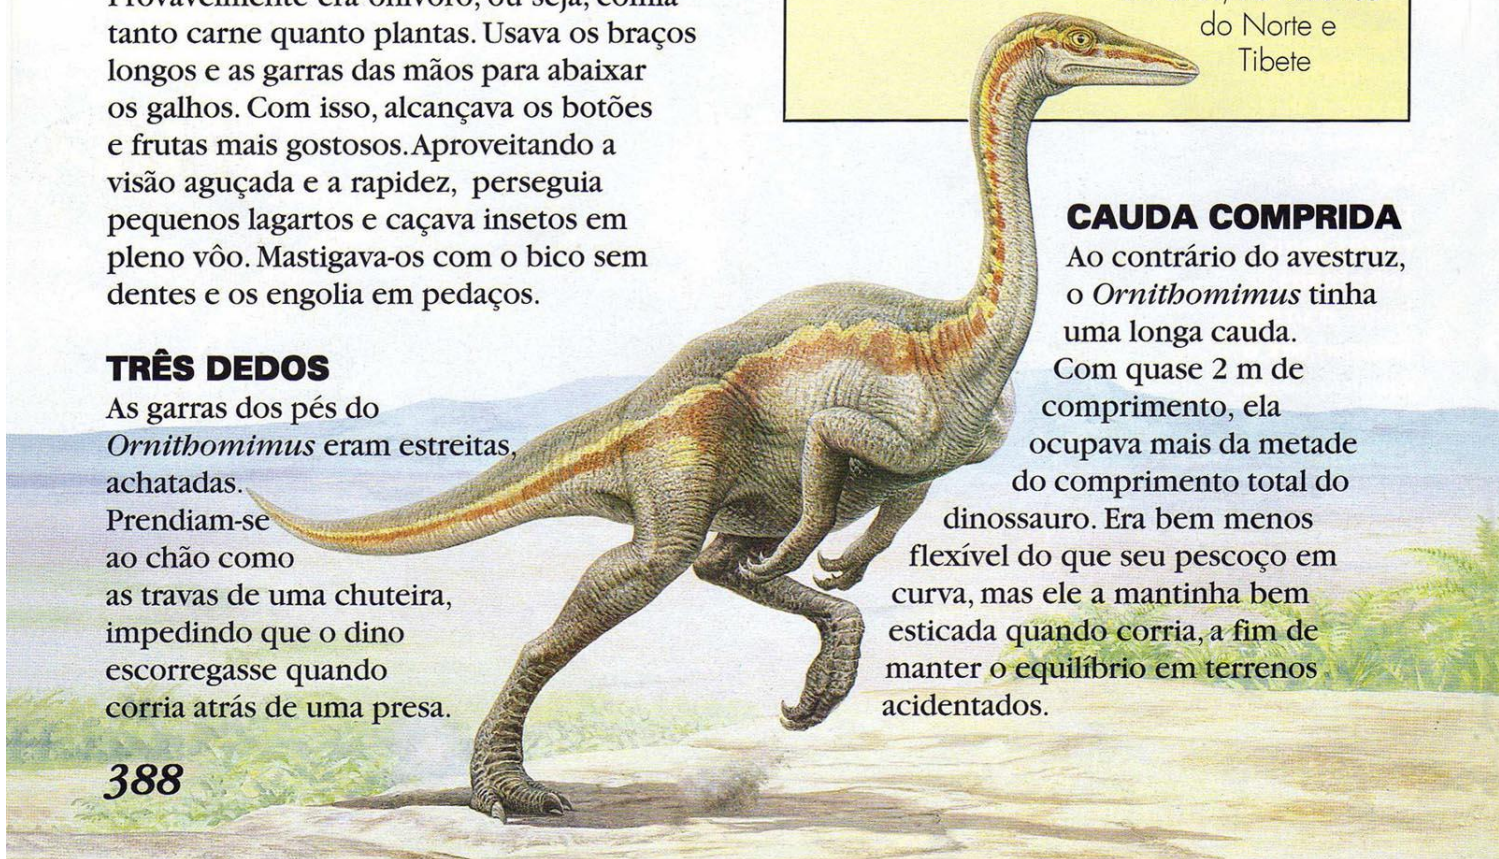 tanto carne quanto plantas. Usava os braços
longos e as garras das mãos para abaixar
os galhos. Com isso, alcançava os botões
e frutas mais gostosos. Aproveitando a
visão aguçada e a rapidez, perseguia
pequenos lagartos e caçava insetos em
pleno vôo. Mastigava-os com o bico sem
dentes e os engolia em pedaços.
TRÊS DEDOS
As garras dos pés do
Ornithomimus eram estreitas,
achatadas.
Prendiam-se
ao chão como
as travas de uma chuteira,
impedindo que o dino
escorregasse quando
corria atrás de uma presa.
388
do Norte e
Tibete
CAUDA COMPRIDA
Ao contrário do avestruz,
o Ornithomimus tinha
uma longa cauda.
Com quase 2 m de
comprimento, ela
ocupava mais da metade
do comprimento total do
dinossauro. Era bem menos
flexível do que seu pescoço em
curva, mas ele a mantinha bem
esticada quando corria, a fim de
manter o equilíbrio em terrenos
acidentados.